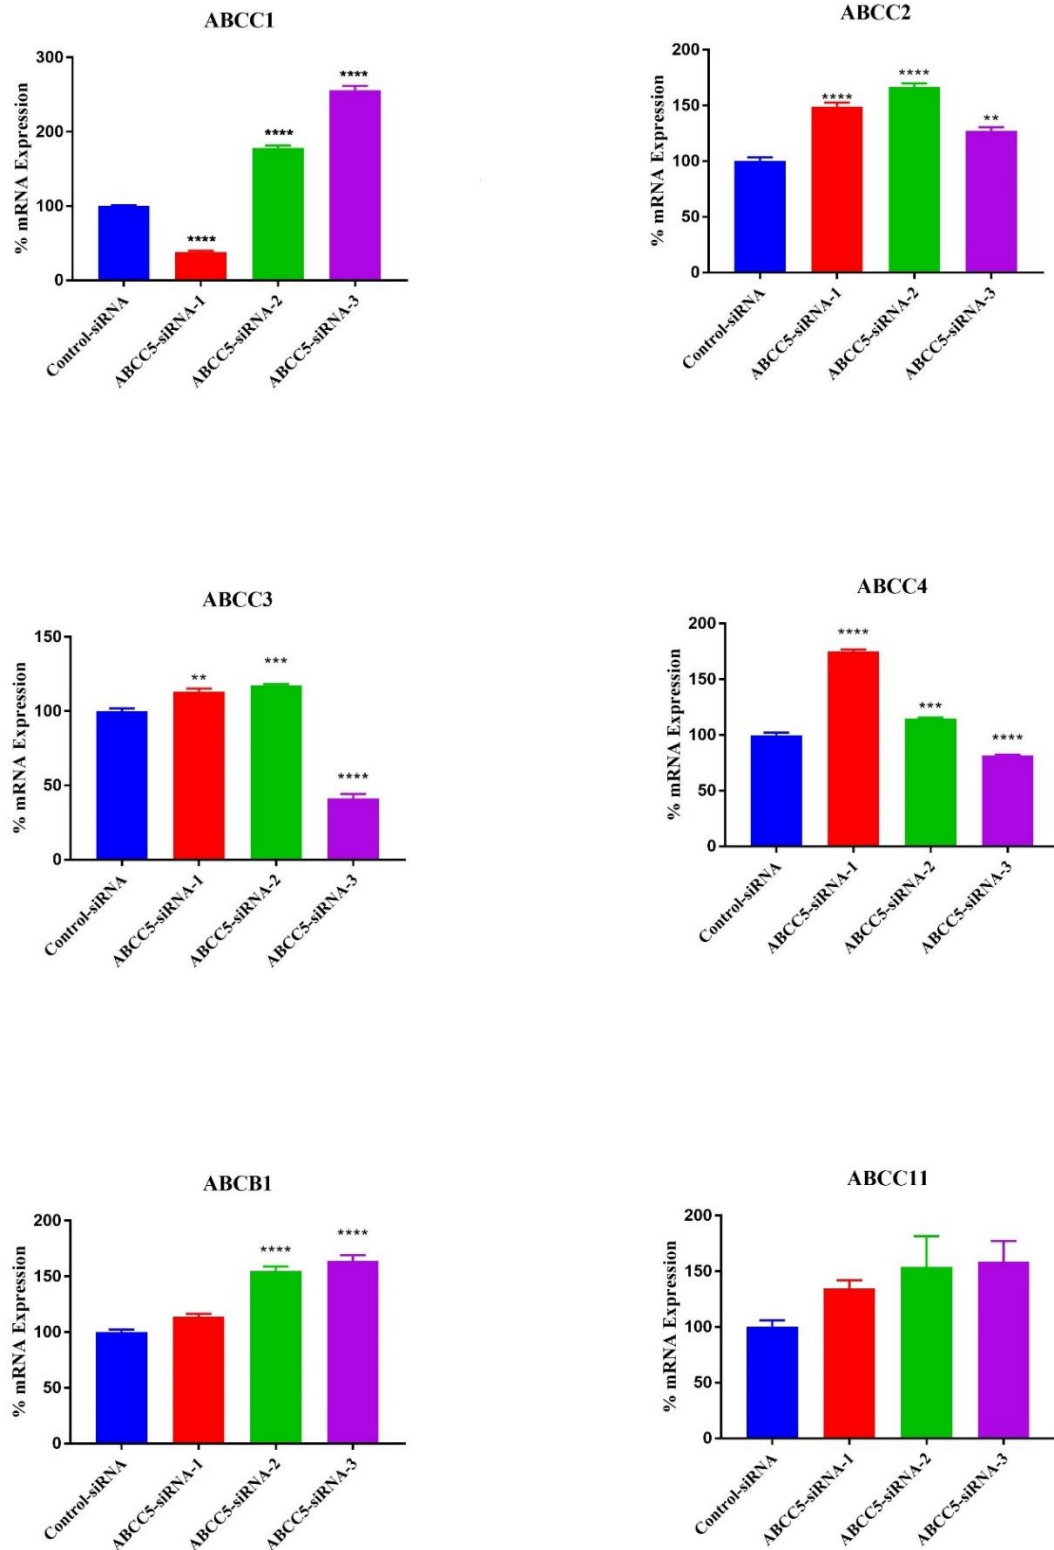 ABCC1
% mRNA Expression
300
200
100
0
****
****
****
Control-siRNA
ABCC5-siRNA-1
ABCC5-siRNA-2
ABCC5-siRNA-3
ABCC2
% mRNA Expression
200
150
100
50
0
****
****
**
Control-siRNA
ABCC5-siRNA-1
ABCC5-siRNA-2
ABCC5-siRNA-3
ABCC3
% mRNA Expression
150
100
50
0
**
***
****
Control-siRNA
ABCC5-siRNA-1
ABCC5-siRNA-2
ABCC5-siRNA-3
ABCC4
% mRNA Expression
200
150
100
50
0
****
***
****
Control-siRNA
ABCC5-siRNA-1
ABCC5-siRNA-2
ABCC5-siRNA-3
ABCB1
% mRNA Expression
200
150
100
50
0
****
****
Control-siRNA
ABCC5-siRNA-1
ABCC5-siRNA-2
ABCC5-siRNA-3
ABCC11
% mRNA Expression
200
150
100
50
0
Control-siRNA
ABCC5-siRNA-1
ABCC5-siRNA-2
ABCC5-siRNA-3